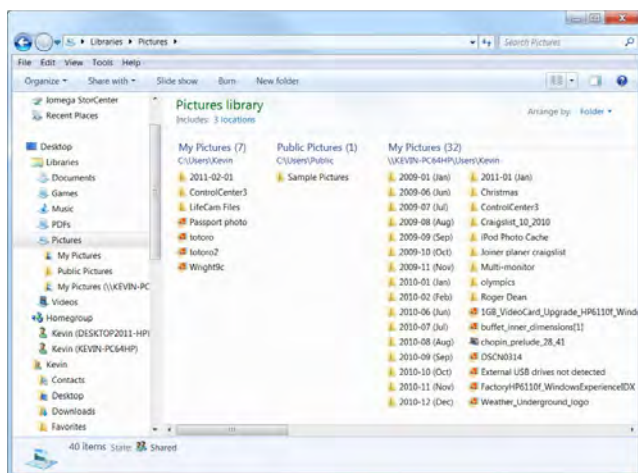 Libraries ▸ Pictures ▸
Search Pictures
File Edit View Tools Help
Organize Share with Slide show Burn New folder
Iomega StorCenter
Recent Places
Desktop
Libraries
Documents
Games
Music
PDFs
Pictures
My Pictures
Public Pictures
My Pictures (\\KEVIN-PC
Videos
Homegroup
Kevin (DESKTOP2011-HP)
Kevin (KEVIN-PC64HP)
Kevin
Contacts
Desktop
Downloads
Favorites
Pictures library
Includes: 3 locations
Arrange by: Folder
My Pictures (7)
C:\Users\Kevin
2011-02-01
ControlCenter3
LifeCam Files
Passport photo
totoro
totoro2
Wright9c
Public Pictures (1)
C:\Users\Public
Sample Pictures
My Pictures (32)
\\KEVIN-PC64HP\Users\Kevin
2009-01 (Jan)
2009-06 (Jun)
2009-07 (Jul)
2009-08 (Aug)
2009-09 (Sep)
2009-10 (Oct)
2009-11 (Nov)
2010-01 (Jan)
2010-02 (Feb)
2010-06 (Jun)
2010-07 (Jul)
2010-08 (Aug)
2010-09 (Sep)
2010-10 (Oct)
2010-11 (Nov)
2010-12 (Dec)
2011-01 (Jan)
Christmas
ControlCenter3
Craigslist_10_2010
iPod Photo Cache
Joiner planer craigslist
Multi-monitor
olympics
Roger Dean
1GB_VideoCard_Upgrade_HP6110f_Windo
buffet_inner_dimensions[1]
chopin_prelude_28_41
DSCN0314
External USB drives not detected
FactoryHP6110f_WindowsExperienceIDX
Weather_Underground_logo
40 items State: Shared